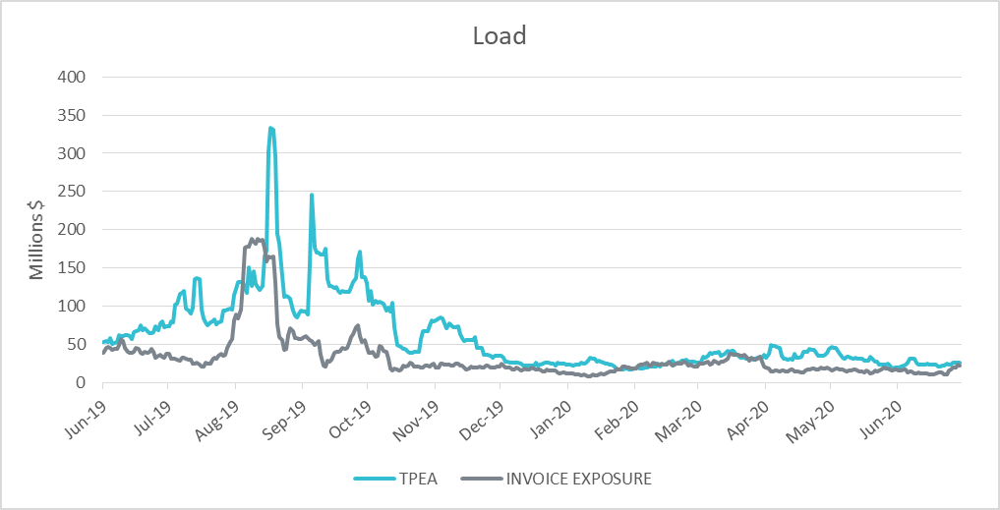 Load
Millions $
400
350
300
250
200
150
100
50
0
Jun-19 Jul-19 Aug-19 Sep-19 Oct-19 Nov-19 Dec-19 Jan-20 Feb-20 Mar-20 Apr-20 May-20 Jun-20
TPEA INVOICE EXPOSURE